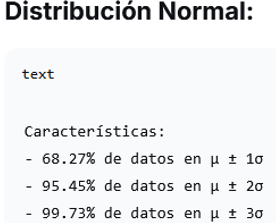 Distribución Normal:
text
Características:
- 68.27% de datos en μ ± 1σ
- 95.45% de datos en μ ± 2σ
- 99.73% de datos en μ ± 3σ